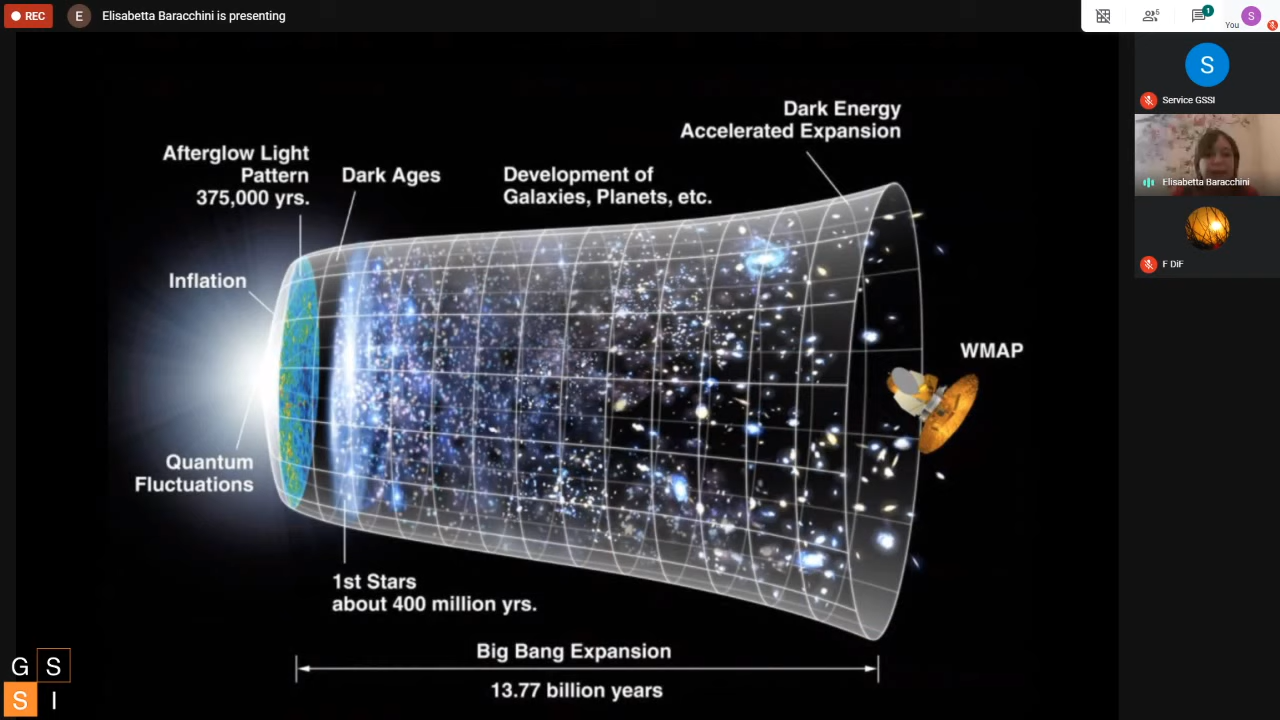 REC
E
Elisabetta Baracchini is presenting
6
1
You
S
Dark Energy
Accelerated Expansion
Afterglow Light
Pattern
375,000 yrs.
Dark Ages
Development of
Galaxies, Planets, etc.
Inflation
Quantum
Fluctuations
WMAP
1st Stars
about 400 million yrs.
Big Bang Expansion
13.77 billion years
S
Service GSSI
Elisabetta Baracchini
F DiF
G S
S I